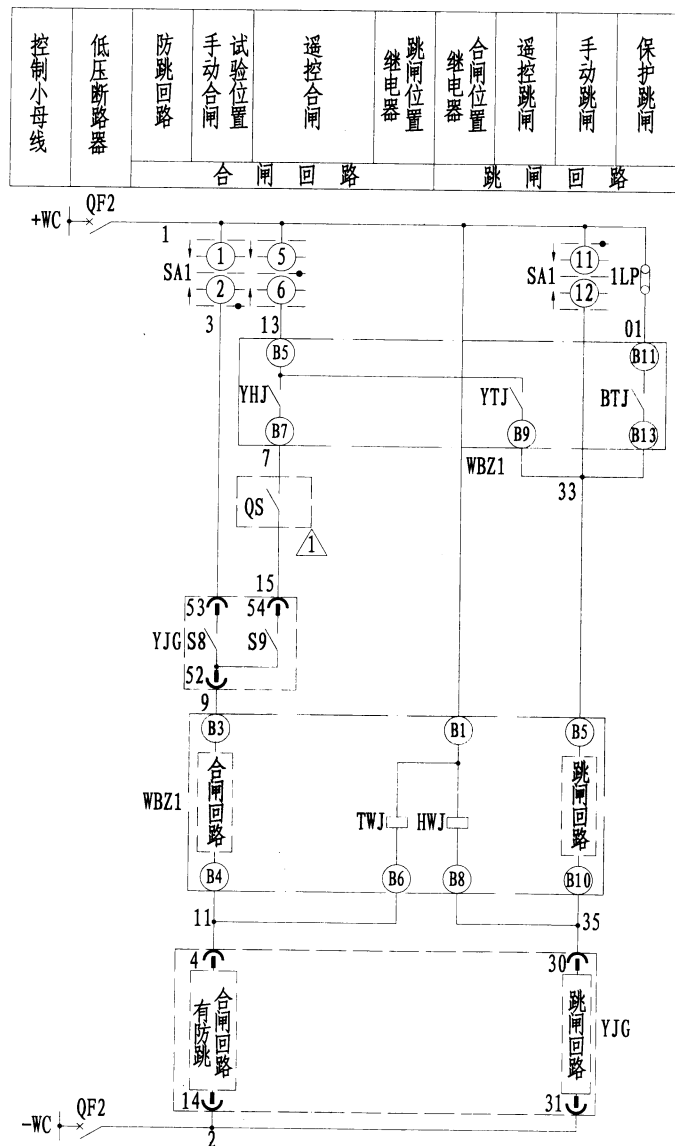 控制小母线
低压断路器
防跳回路
手动合闸
试验位置
遥控合闸
跳闸位置
继电器
合闸位置
继电器
遥控跳闸
手动跳闸
保护跳闸
合闸回路
跳闸回路
+WC
QF2
1
SA1
1
2
5
6
SA1
11
12
1LP
3
13
01
B5
B11
YHJ
YTJ
BTJ
B7
B9
B13
7
WBZ1
33
QS
1
15
53
54
YJG
S8
S9
52
9
B3
B1
B5
WBZ1
合闸回路
TWJ
HWJ
跳闸回路
B4
B6
B8
B10
11
35
4
30
合闸回路
有防跳
跳闸回路
YJG
14
31
-WC
QF2
2